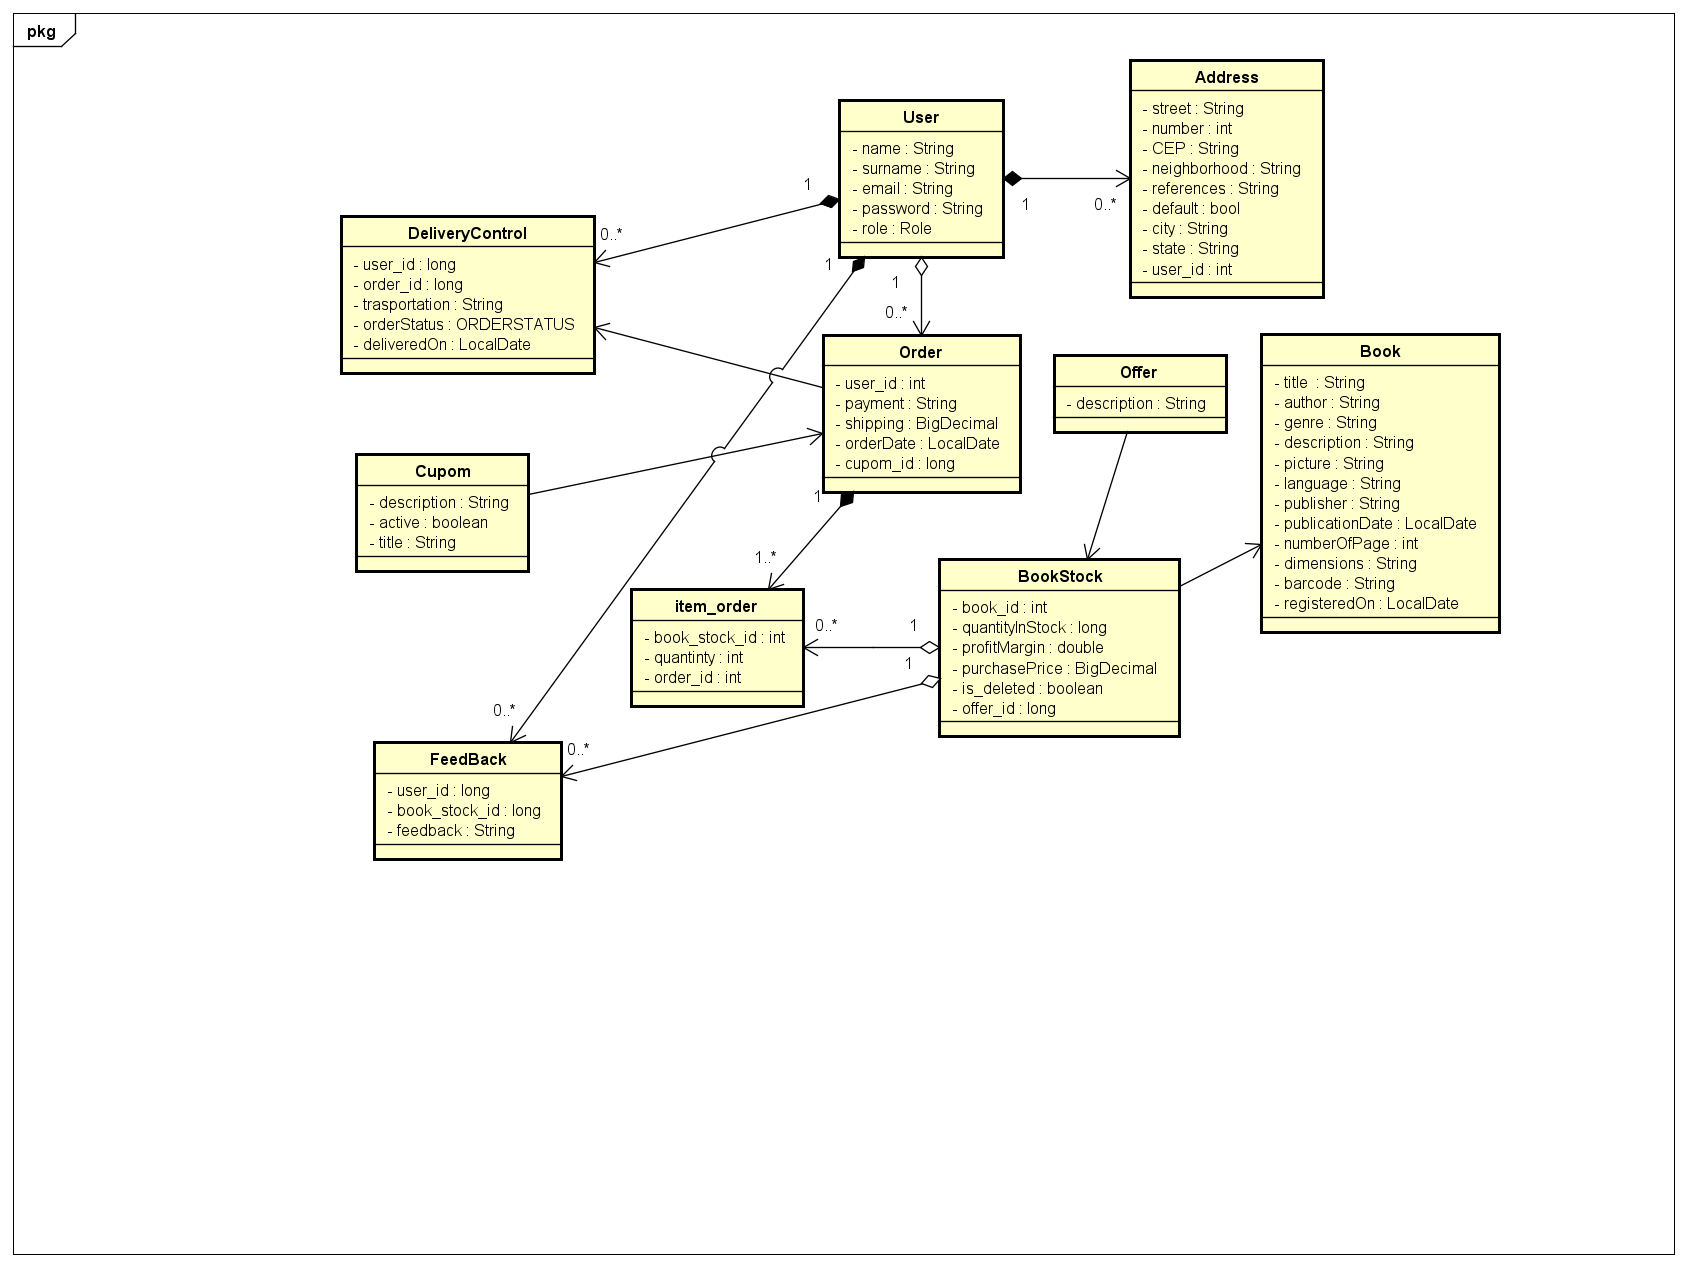 pkg
User
- name : String
- surname : String
- email : String
- password : String
- role : Role
Address
- street : String
- number : int
- CEP : String
- neighborhood : String
- references : String
- default : bool
- city : String
- state : String
- user_id : int
1
0..*
1
0..*
DeliveryControl
- user_id : long
- order_id : long
- trasportation : String
- orderStatus : ORDERSTATUS
- deliveredOn : LocalDate
1
1
0..*
Order
- user_id : int
- payment : String
- shipping : BigDecimal
- orderDate : LocalDate
- cupom_id : long
Offer
- description : String
Book
- title  : String
- author : String
- genre : String
- description : String
- picture : String
- language : String
- publisher : String
- publicationDate : LocalDate
- numberOfPage : int
- dimensions : String
- barcode : String
- registeredOn : LocalDate
Cupom
- description : String
- active : boolean
- title : String
1
1..*
item_order
- book_stock_id : int
- quantinty : int
- order_id : int
0..*
1
1
BookStock
- book_id : int
- quantityInStock : long
- profitMargin : double
- purchasePrice : BigDecimal
- is_deleted : boolean
- offer_id : long
0..*
0..*
FeedBack
- user_id : long
- book_stock_id : long
- feedback : String